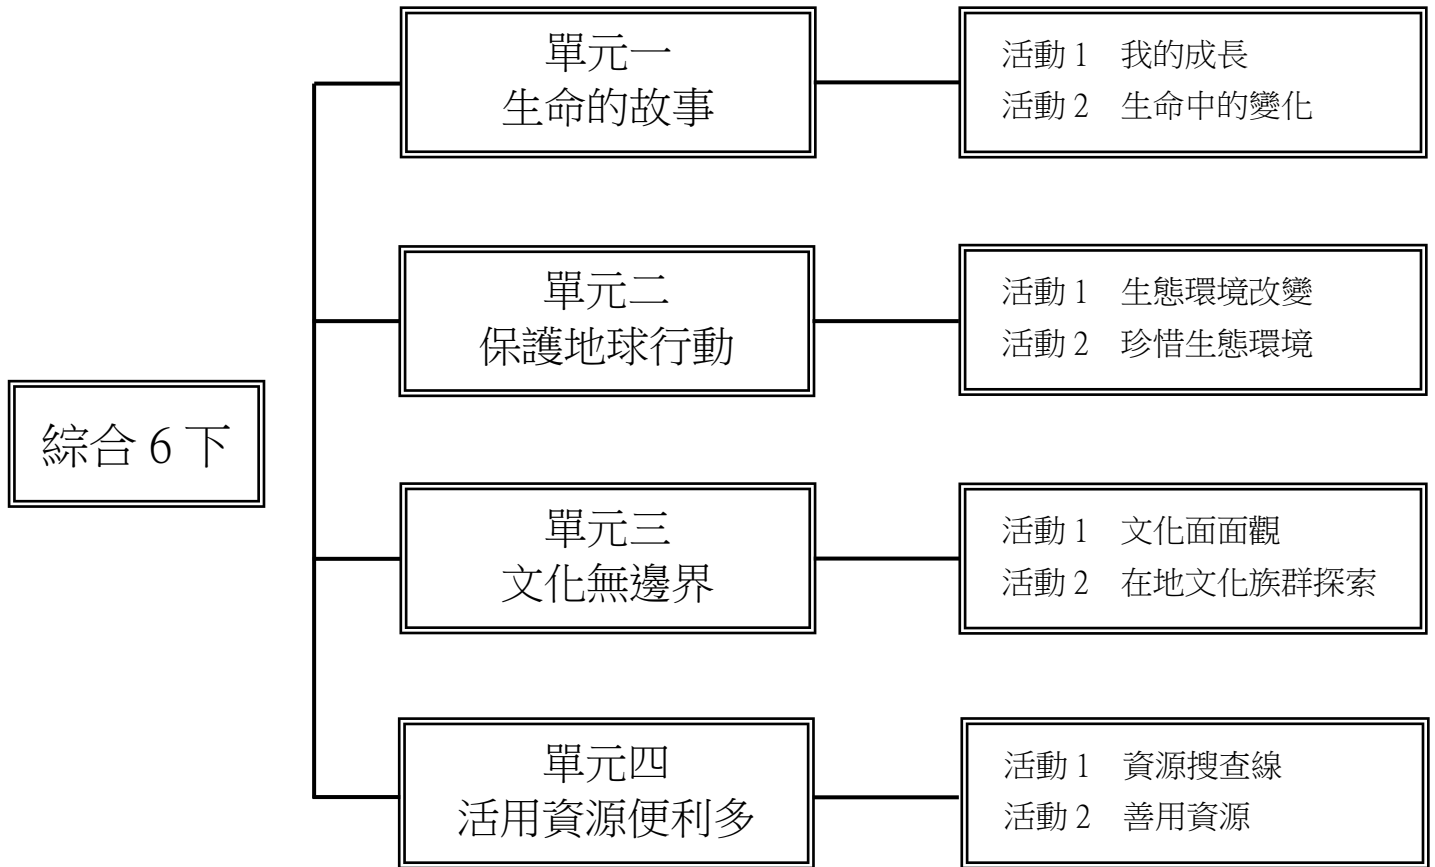 綜合 6 下
單元一
生命的故事
活動 1　我的成長
活動 2　生命中的變化
單元二
保護地球行動
活動 1　生態環境改變
活動 2　珍惜生態環境
單元三
文化無邊界
活動 1　文化面面觀
活動 2　在地文化族群探索
單元四
活用資源便利多
活動 1　資源搜查線
活動 2　善用資源